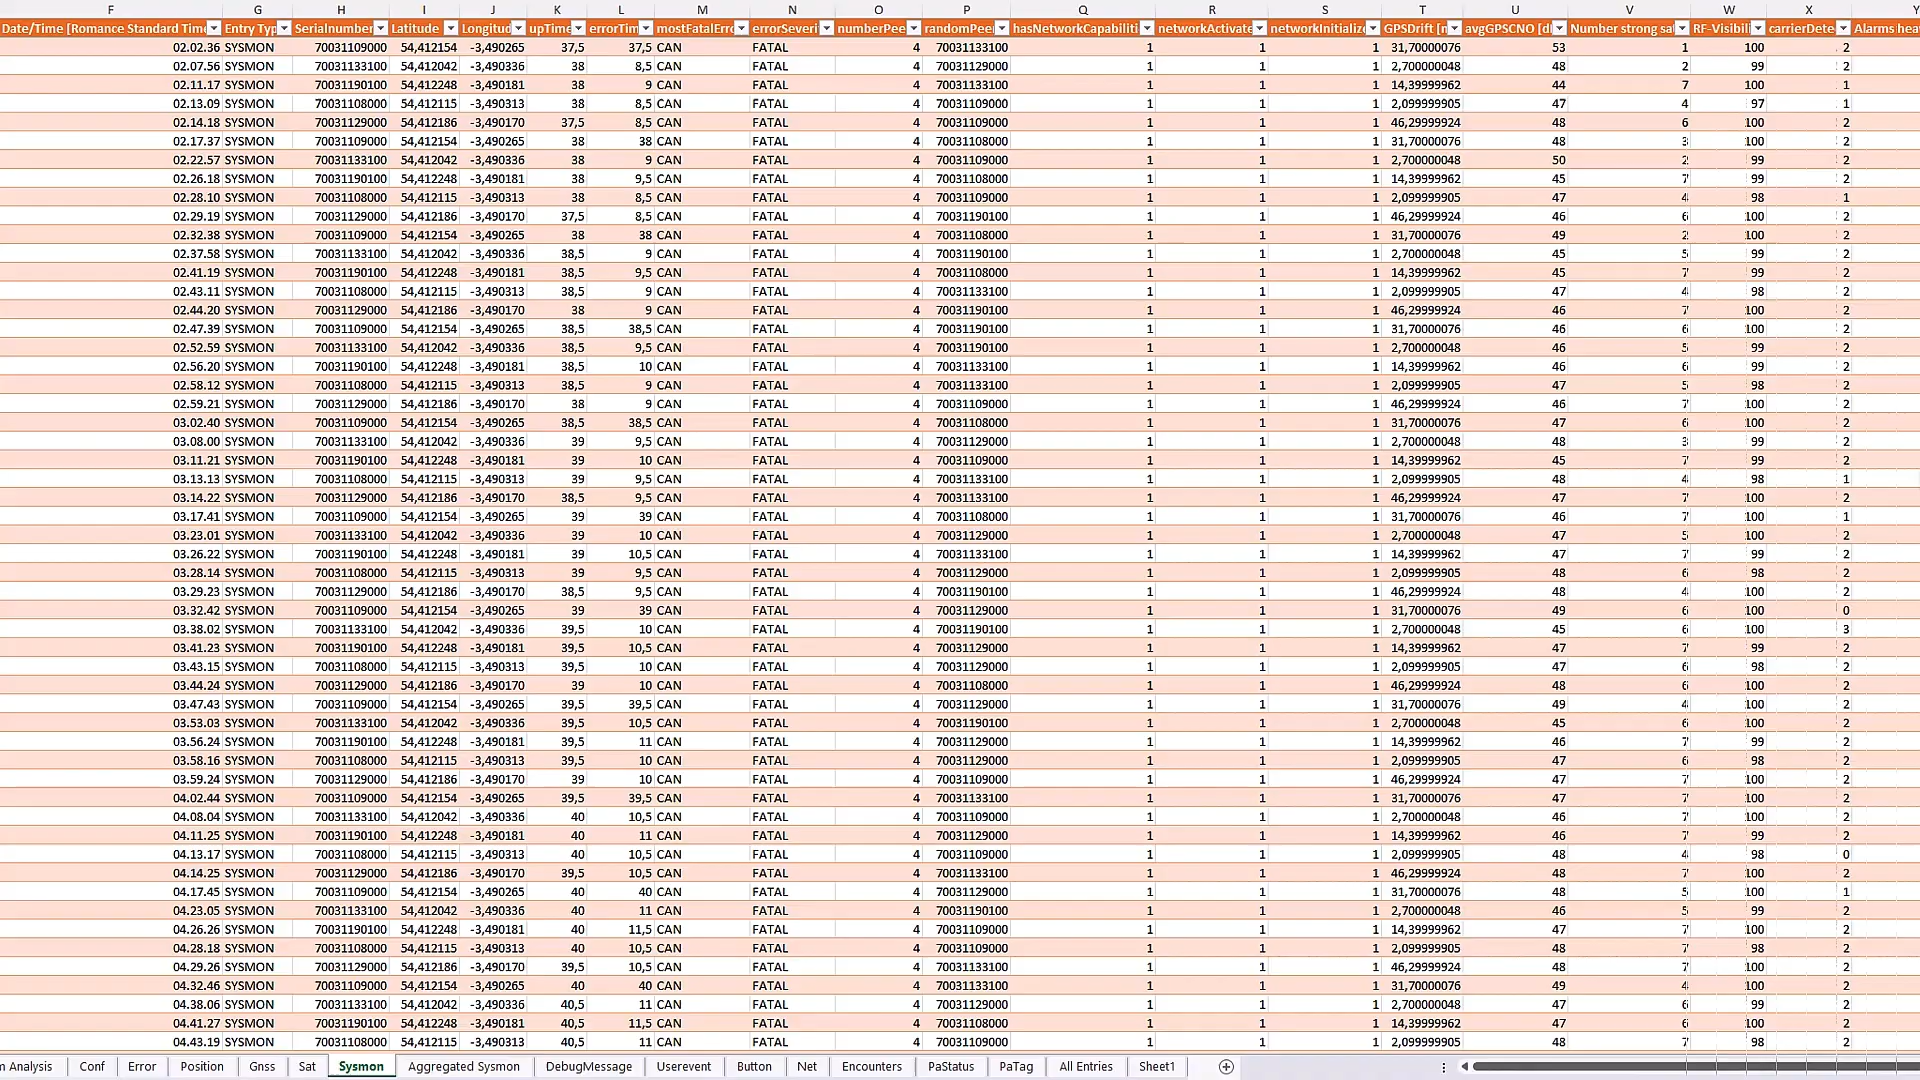 F G H I J K L M N O P Q R S T U V W X Y
Date/Time [Romance Standard Time Entry Typ Serialnumber Latitude Longitud upTime errorTim mostFatalErro errorSeveri numberPee randomPeer hasNetworkCapabiliti networkActivate networkInitialize GPSDrift [m avgGPSCNO [d Number strong sa RF-Visibili carrierDete Alarms hea
02.02.36 SYSMON 70031109000 54,412154 -3,490265 37,5 37,5 CAN FATAL 4 70031133100 1 1 1 31,70000076 53 1 100 2
02.07.56 SYSMON 70031133100 54,412042 -3,490336 38 8,5 CAN FATAL 4 70031129000 1 1 1 2,700000048 48 2 99 2
02.11.17 SYSMON 70031190100 54,412248 -3,490181 38 9 CAN FATAL 4 70031133100 1 1 1 14,39999962 44 7 100 1
02.13.09 SYSMON 70031108000 54,412115 -3,490313 38 8,5 CAN FATAL 4 70031109000 1 1 1 2,099999905 47 4 97 1
02.14.18 SYSMON 70031129000 54,412186 -3,490170 37,5 8,5 CAN FATAL 4 70031109000 1 1 1 46,29999924 48 6 100 2
02.17.37 SYSMON 70031109000 54,412154 -3,490265 38 38 CAN FATAL 4 70031108000 1 1 1 31,70000076 48 3 100 2
02.22.57 SYSMON 70031133100 54,412042 -3,490336 38 9 CAN FATAL 4 70031109000 1 1 1 2,700000048 50 2 99 2
02.26.18 SYSMON 70031190100 54,412248 -3,490181 38 9,5 CAN FATAL 4 70031108000 1 1 1 14,39999962 45 7 99 2
02.28.10 SYSMON 70031108000 54,412115 -3,490313 38 8,5 CAN FATAL 4 70031109000 1 1 1 2,099999905 47 4 98 1
02.29.19 SYSMON 70031129000 54,412186 -3,490170 37,5 8,5 CAN FATAL 4 70031190100 1 1 1 46,29999924 46 6 100 2
02.32.38 SYSMON 70031109000 54,412154 -3,490265 38 38 CAN FATAL 4 70031108000 1 1 1 31,70000076 49 2 100 2
02.37.58 SYSMON 70031133100 54,412042 -3,490336 38,5 9 CAN FATAL 4 70031190100 1 1 1 2,700000048 45 5 99 2
02.41.19 SYSMON 70031190100 54,412248 -3,490181 38,5 9,5 CAN FATAL 4 70031108000 1 1 1 14,39999962 45 7 99 2
02.43.11 SYSMON 70031108000 54,412115 -3,490313 38,5 9 CAN FATAL 4 70031133100 1 1 1 2,099999905 47 4 98 2
02.44.20 SYSMON 70031129000 54,412186 -3,490170 38 9 CAN FATAL 4 70031190100 1 1 1 46,29999924 46 7 100 2
02.47.39 SYSMON 70031109000 54,412154 -3,490265 38,5 38,5 CAN FATAL 4 70031190100 1 1 1 31,70000076 46 6 100 2
02.52.59 SYSMON 70031133100 54,412042 -3,490336 38,5 9,5 CAN FATAL 4 70031190100 1 1 1 2,700000048 46 5 99 2
02.56.20 SYSMON 70031190100 54,412248 -3,490181 38,5 10 CAN FATAL 4 70031133100 1 1 1 14,39999962 46 6 99 2
02.58.12 SYSMON 70031108000 54,412115 -3,490313 38,5 9 CAN FATAL 4 70031133100 1 1 1 2,099999905 47 5 98 2
02.59.21 SYSMON 70031129000 54,412186 -3,490170 38 9 CAN FATAL 4 70031109000 1 1 1 46,29999924 46 7 100 2
03.02.40 SYSMON 70031109000 54,412154 -3,490265 38,5 38,5 CAN FATAL 4 70031108000 1 1 1 31,70000076 47 6 100 2
03.08.00 SYSMON 70031133100 54,412042 -3,490336 39 9,5 CAN FATAL 4 70031129000 1 1 1 2,700000048 48 3 99 2
03.11.21 SYSMON 70031190100 54,412248 -3,490181 39 10 CAN FATAL 4 70031109000 1 1 1 14,39999962 45 7 99 2
03.13.13 SYSMON 70031108000 54,412115 -3,490313 39 9,5 CAN FATAL 4 70031133100 1 1 1 2,099999905 48 4 98 1
03.14.22 SYSMON 70031129000 54,412186 -3,490170 38,5 9,5 CAN FATAL 4 70031133100 1 1 1 46,29999924 47 7 100 2
03.17.41 SYSMON 70031109000 54,412154 -3,490265 39 39 CAN FATAL 4 70031108000 1 1 1 31,70000076 46 7 100 1
03.23.01 SYSMON 70031133100 54,412042 -3,490336 39 10 CAN FATAL 4 70031129000 1 1 1 2,700000048 47 5 100 2
03.26.22 SYSMON 70031190100 54,412248 -3,490181 39 10,5 CAN FATAL 4 70031133100 1 1 1 14,39999962 47 7 99 2
03.28.14 SYSMON 70031108000 54,412115 -3,490313 39 9,5 CAN FATAL 4 70031129000 1 1 1 2,099999905 48 6 98 2
03.29.23 SYSMON 70031129000 54,412186 -3,490170 38,5 9,5 CAN FATAL 4 70031190100 1 1 1 46,29999924 48 4 100 2
03.32.42 SYSMON 70031109000 54,412154 -3,490265 39 39 CAN FATAL 4 70031129000 1 1 1 31,70000076 49 6 100 0
03.38.02 SYSMON 70031133100 54,412042 -3,490336 39,5 10 CAN FATAL 4 70031190100 1 1 1 2,700000048 45 6 100 3
03.41.23 SYSMON 70031190100 54,412248 -3,490181 39,5 10,5 CAN FATAL 4 70031129000 1 1 1 14,39999962 47 7 99 2
03.43.15 SYSMON 70031108000 54,412115 -3,490313 39,5 10 CAN FATAL 4 70031129000 1 1 1 2,099999905 47 6 98 2
03.44.24 SYSMON 70031129000 54,412186 -3,490170 39 10 CAN FATAL 4 70031108000 1 1 1 46,29999924 48 6 100 2
03.47.43 SYSMON 70031109000 54,412154 -3,490265 39,5 39,5 CAN FATAL 4 70031129000 1 1 1 31,70000076 49 4 100 2
03.53.03 SYSMON 70031133100 54,412042 -3,490336 39,5 10,5 CAN FATAL 4 70031190100 1 1 1 2,700000048 45 6 100 2
03.56.24 SYSMON 70031190100 54,412248 -3,490181 39,5 11 CAN FATAL 4 70031129000 1 1 1 14,39999962 46 7 99 2
03.58.16 SYSMON 70031108000 54,412115 -3,490313 39,5 10 CAN FATAL 4 70031129000 1 1 1 2,099999905 47 6 98 2
03.59.24 SYSMON 70031129000 54,412186 -3,490170 39 10 CAN FATAL 4 70031109000 1 1 1 46,29999924 47 7 100 2
04.02.44 SYSMON 70031109000 54,412154 -3,490265 39,5 39,5 CAN FATAL 4 70031133100 1 1 1 31,70000076 47 7 100 2
04.08.04 SYSMON 70031133100 54,412042 -3,490336 40 10,5 CAN FATAL 4 70031109000 1 1 1 2,700000048 46 7 100 2
04.11.25 SYSMON 70031190100 54,412248 -3,490181 40 11 CAN FATAL 4 70031129000 1 1 1 14,39999962 46 7 99 2
04.13.17 SYSMON 70031108000 54,412115 -3,490313 40 10,5 CAN FATAL 4 70031109000 1 1 1 2,099999905 48 4 98 0
04.14.25 SYSMON 70031129000 54,412186 -3,490170 39,5 10,5 CAN FATAL 4 70031133100 1 1 1 46,29999924 48 7 100 2
04.17.45 SYSMON 70031109000 54,412154 -3,490265 40 40 CAN FATAL 4 70031129000 1 1 1 31,70000076 48 5 100 1
04.23.05 SYSMON 70031133100 54,412042 -3,490336 40 11 CAN FATAL 4 70031190100 1 1 1 2,700000048 46 5 99 2
04.26.26 SYSMON 70031190100 54,412248 -3,490181 40 11,5 CAN FATAL 4 70031109000 1 1 1 14,39999962 47 7 100 2
04.28.18 SYSMON 70031108000 54,412115 -3,490313 40 10,5 CAN FATAL 4 70031109000 1 1 1 2,099999905 48 7 98 2
04.29.26 SYSMON 70031129000 54,412186 -3,490170 39,5 10,5 CAN FATAL 4 70031133100 1 1 1 46,29999924 48 7 100 2
04.32.46 SYSMON 70031109000 54,412154 -3,490265 40 40 CAN FATAL 4 70031133100 1 1 1 31,70000076 49 4 100 2
04.38.06 SYSMON 70031133100 54,412042 -3,490336 40,5 11 CAN FATAL 4 70031129000 1 1 1 2,700000048 47 6 99 2
04.41.27 SYSMON 70031190100 54,412248 -3,490181 40,5 11,5 CAN FATAL 4 70031108000 1 1 1 14,39999962 47 6 100 2
04.43.19 SYSMON 70031108000 54,412115 -3,490313 40,5 11 CAN FATAL 4 70031109000 1 1 1 2,099999905 48 7 98 2
m Analysis Conf Error Position Gnss Sat Sysmon Aggregated Sysmon DebugMessage Userevent Button Net Encounters PaStatus PaTag All Entries Sheet1